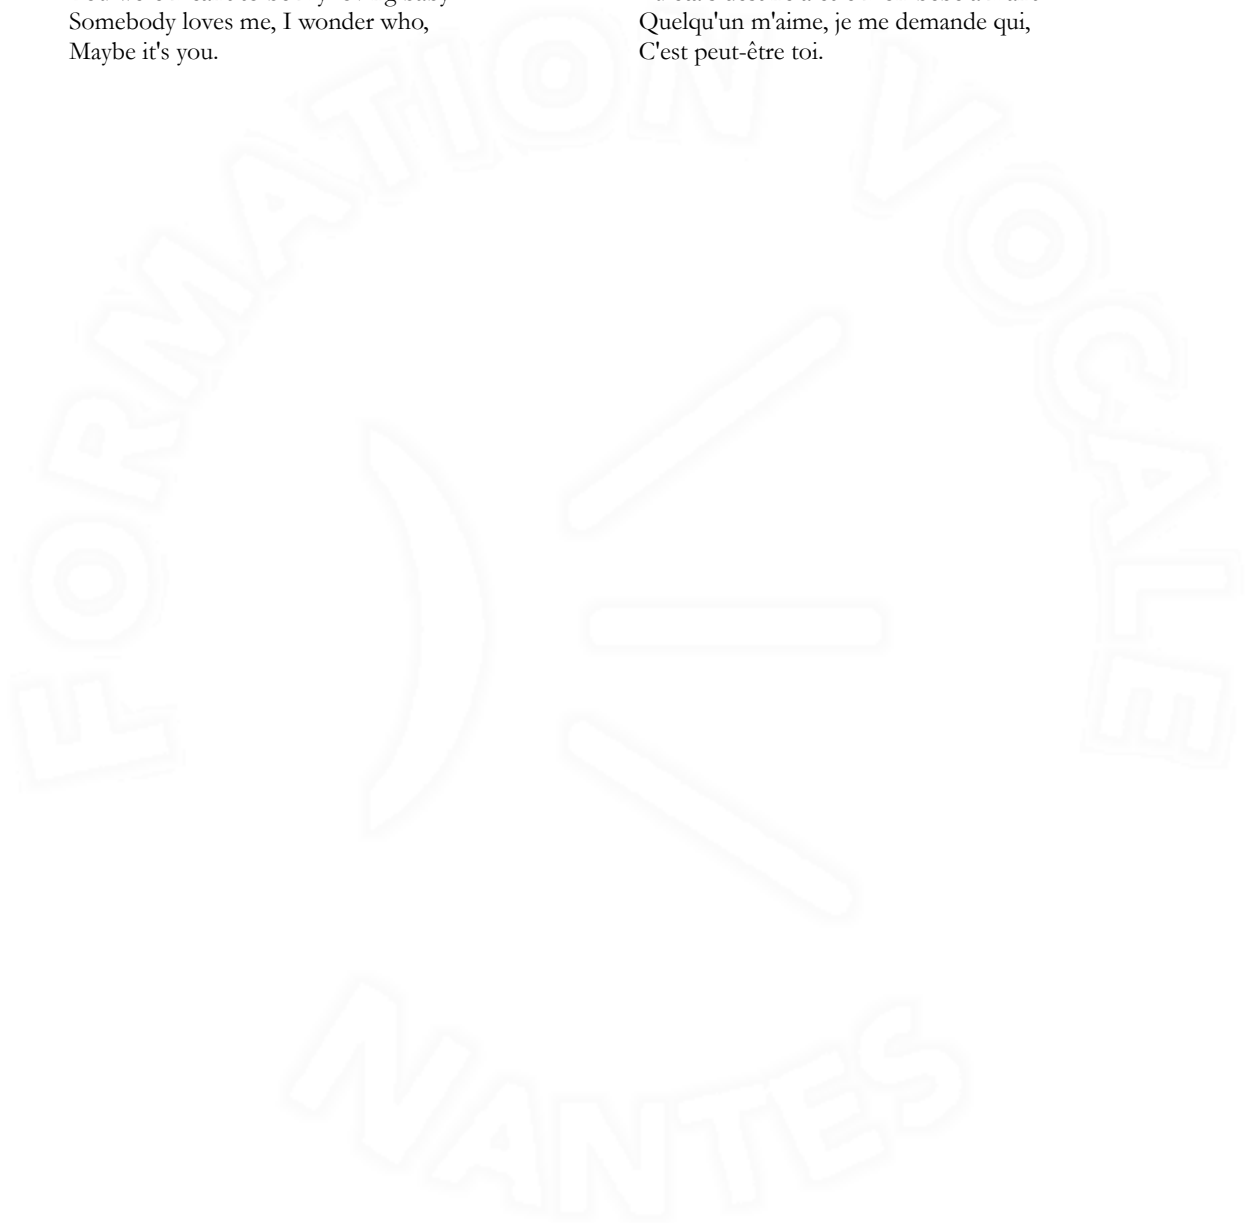 Somebody loves me, I wonder who,
Maybe it's you.
Quelqu'un m'aime, je me demande qui,
C'est peut-être toi.
FORMATION VOCALE
NANTES